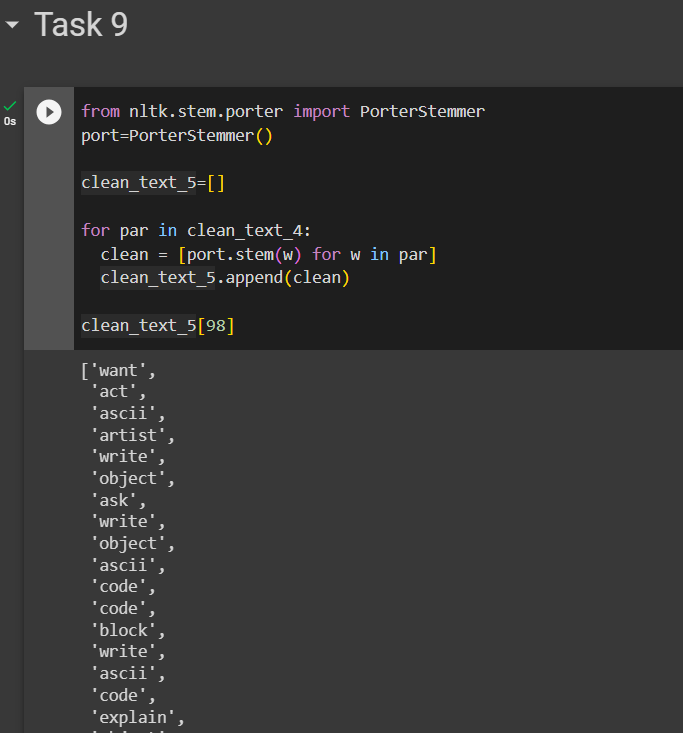 Task 9
0s
from nltk.stem.porter import PorterStemmer
port=PorterStemmer()
clean_text_5=[]
for par in clean_text_4:
  clean = [port.stem(w) for w in par]
  clean_text_5.append(clean)
clean_text_5[98]
['want',
 'act',
 'ascii',
 'artist',
 'write',
 'object',
 'ask',
 'write',
 'object',
 'ascii',
 'code',
 'code',
 'block',
 'write',
 'ascii',
 'code',
 'explain',